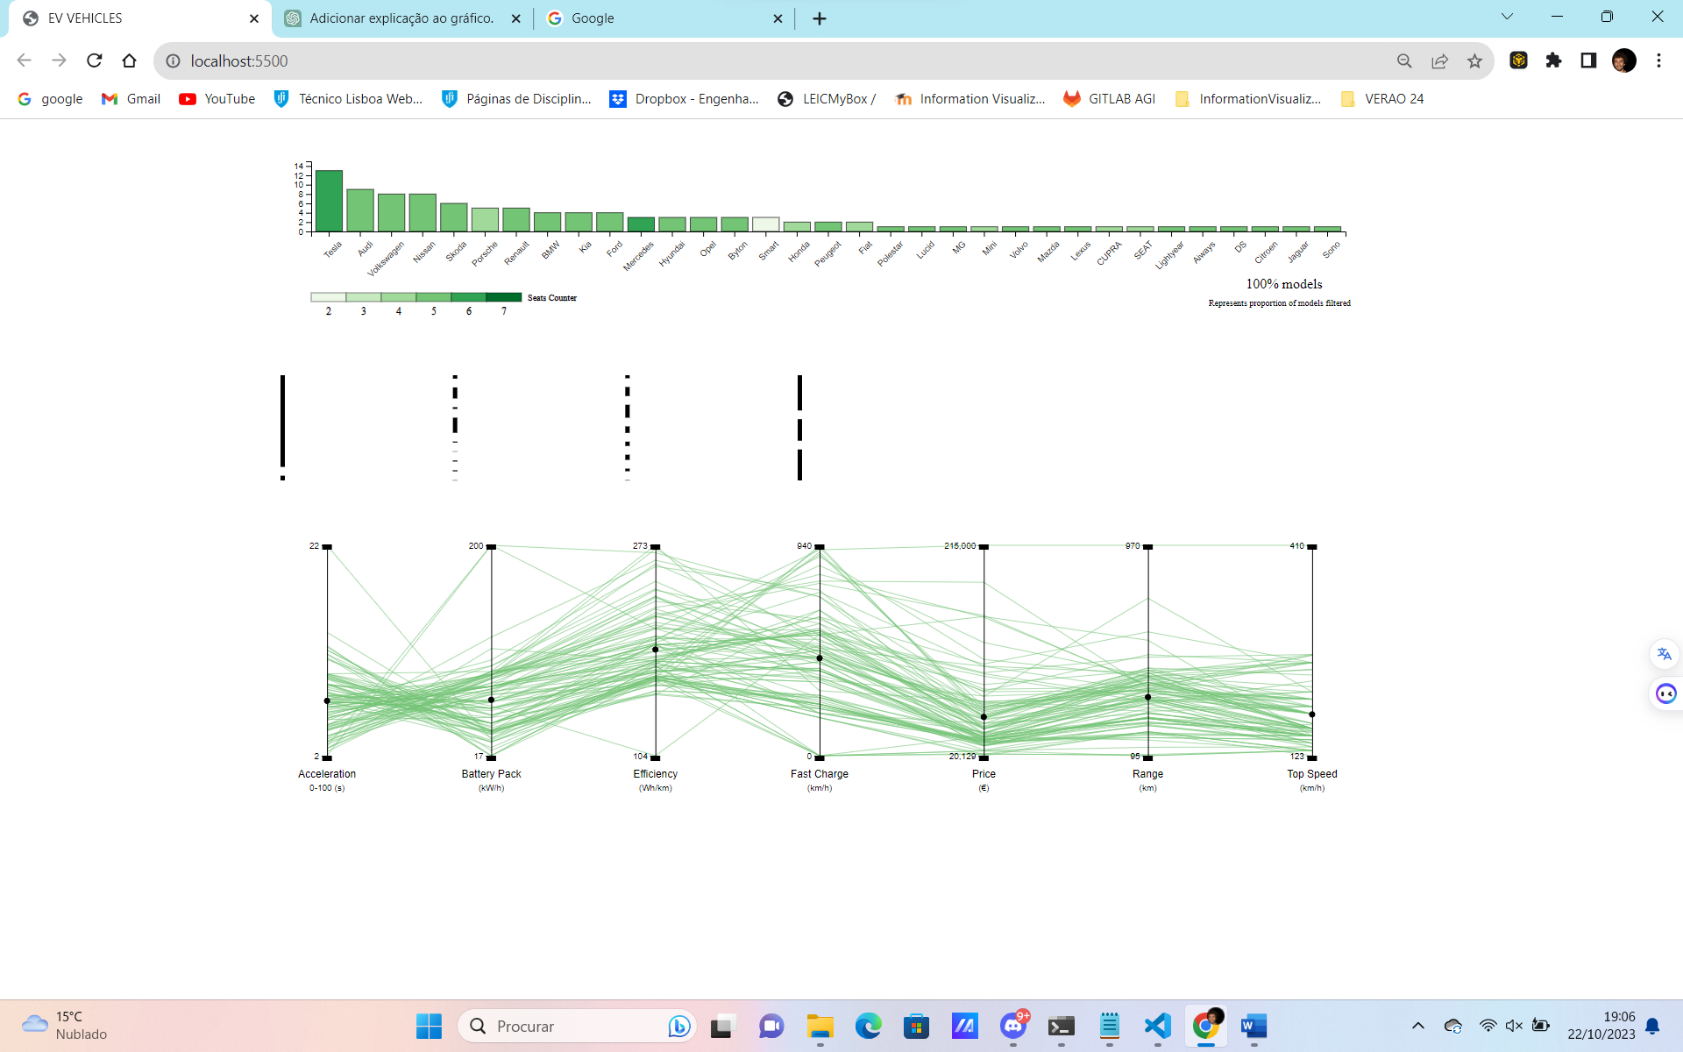 EV VEHICLES
Adicionar explicação ao gráfico.
Google
localhost:5500
google
Gmail
YouTube
Técnico Lisboa Web...
Páginas de Disciplin...
Dropbox - Engenha...
LEICMyBox /
Information Visualiz...
GITLAB AGI
InformationVisualiz...
VERAO 24
14
12
10
8
6
4
2
0
Tesla
Audi
Volkswagen
Nissan
Skoda
Porsche
Renault
BMW
Kia
Ford
Mercedes
Hyundai
Opel
Byton
Smart
Honda
Peugeot
Fiat
Polestar
Lucid
MG
Mini
Volvo
Mazda
Lexus
CUPRA
SEAT
Lightyear
Aiways
DS
Citroen
Jaguar
Sono
100% models
Represents proportion of models filtered
Seats Counter
2 3 4 5 6 7
22 200 273 940 215,000 970 410
2 17 104 0 20,129 95 123
Acceleration Battery Pack Efficiency Fast Charge Price Range Top Speed
0-100 (s) (kW/h) (Wh/km) (km/h) (€) (km) (km/h)
15°C
Nublado
Procurar
9+
19:06
22/10/2023